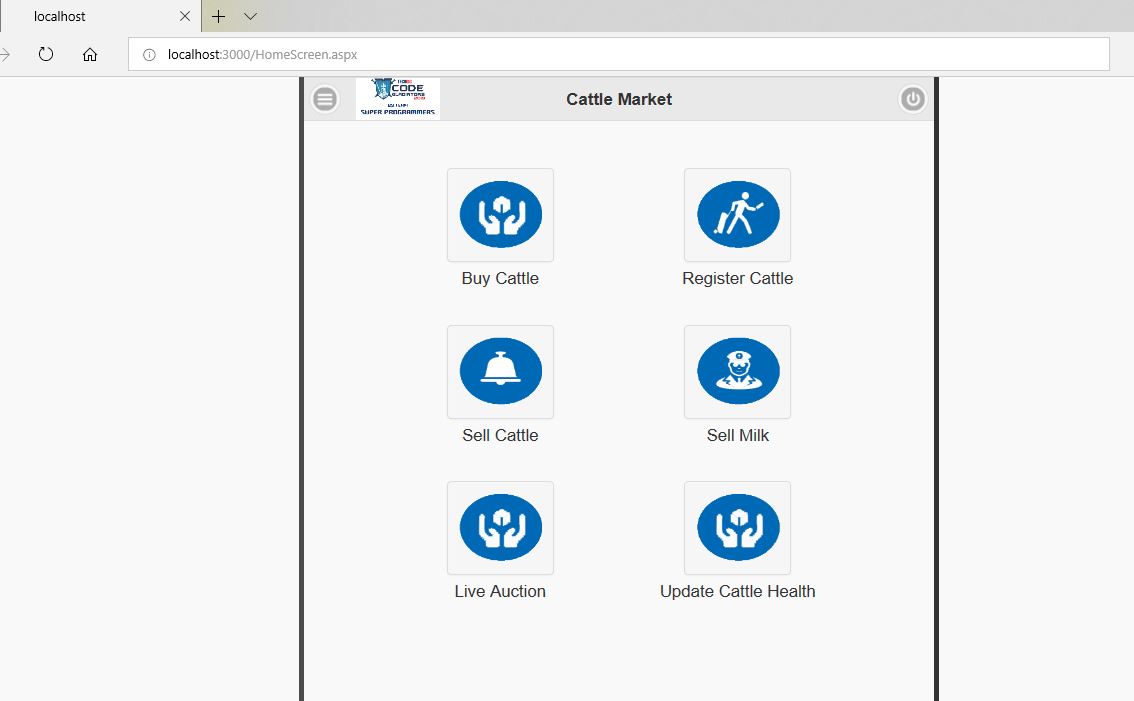 localhost
localhost:3000/HomeScreen.aspx
CODE
GLADIATORS
SUPER PROGRAMMERS
Cattle Market
Buy Cattle
Register Cattle
Sell Cattle
Sell Milk
Live Auction
Update Cattle Health